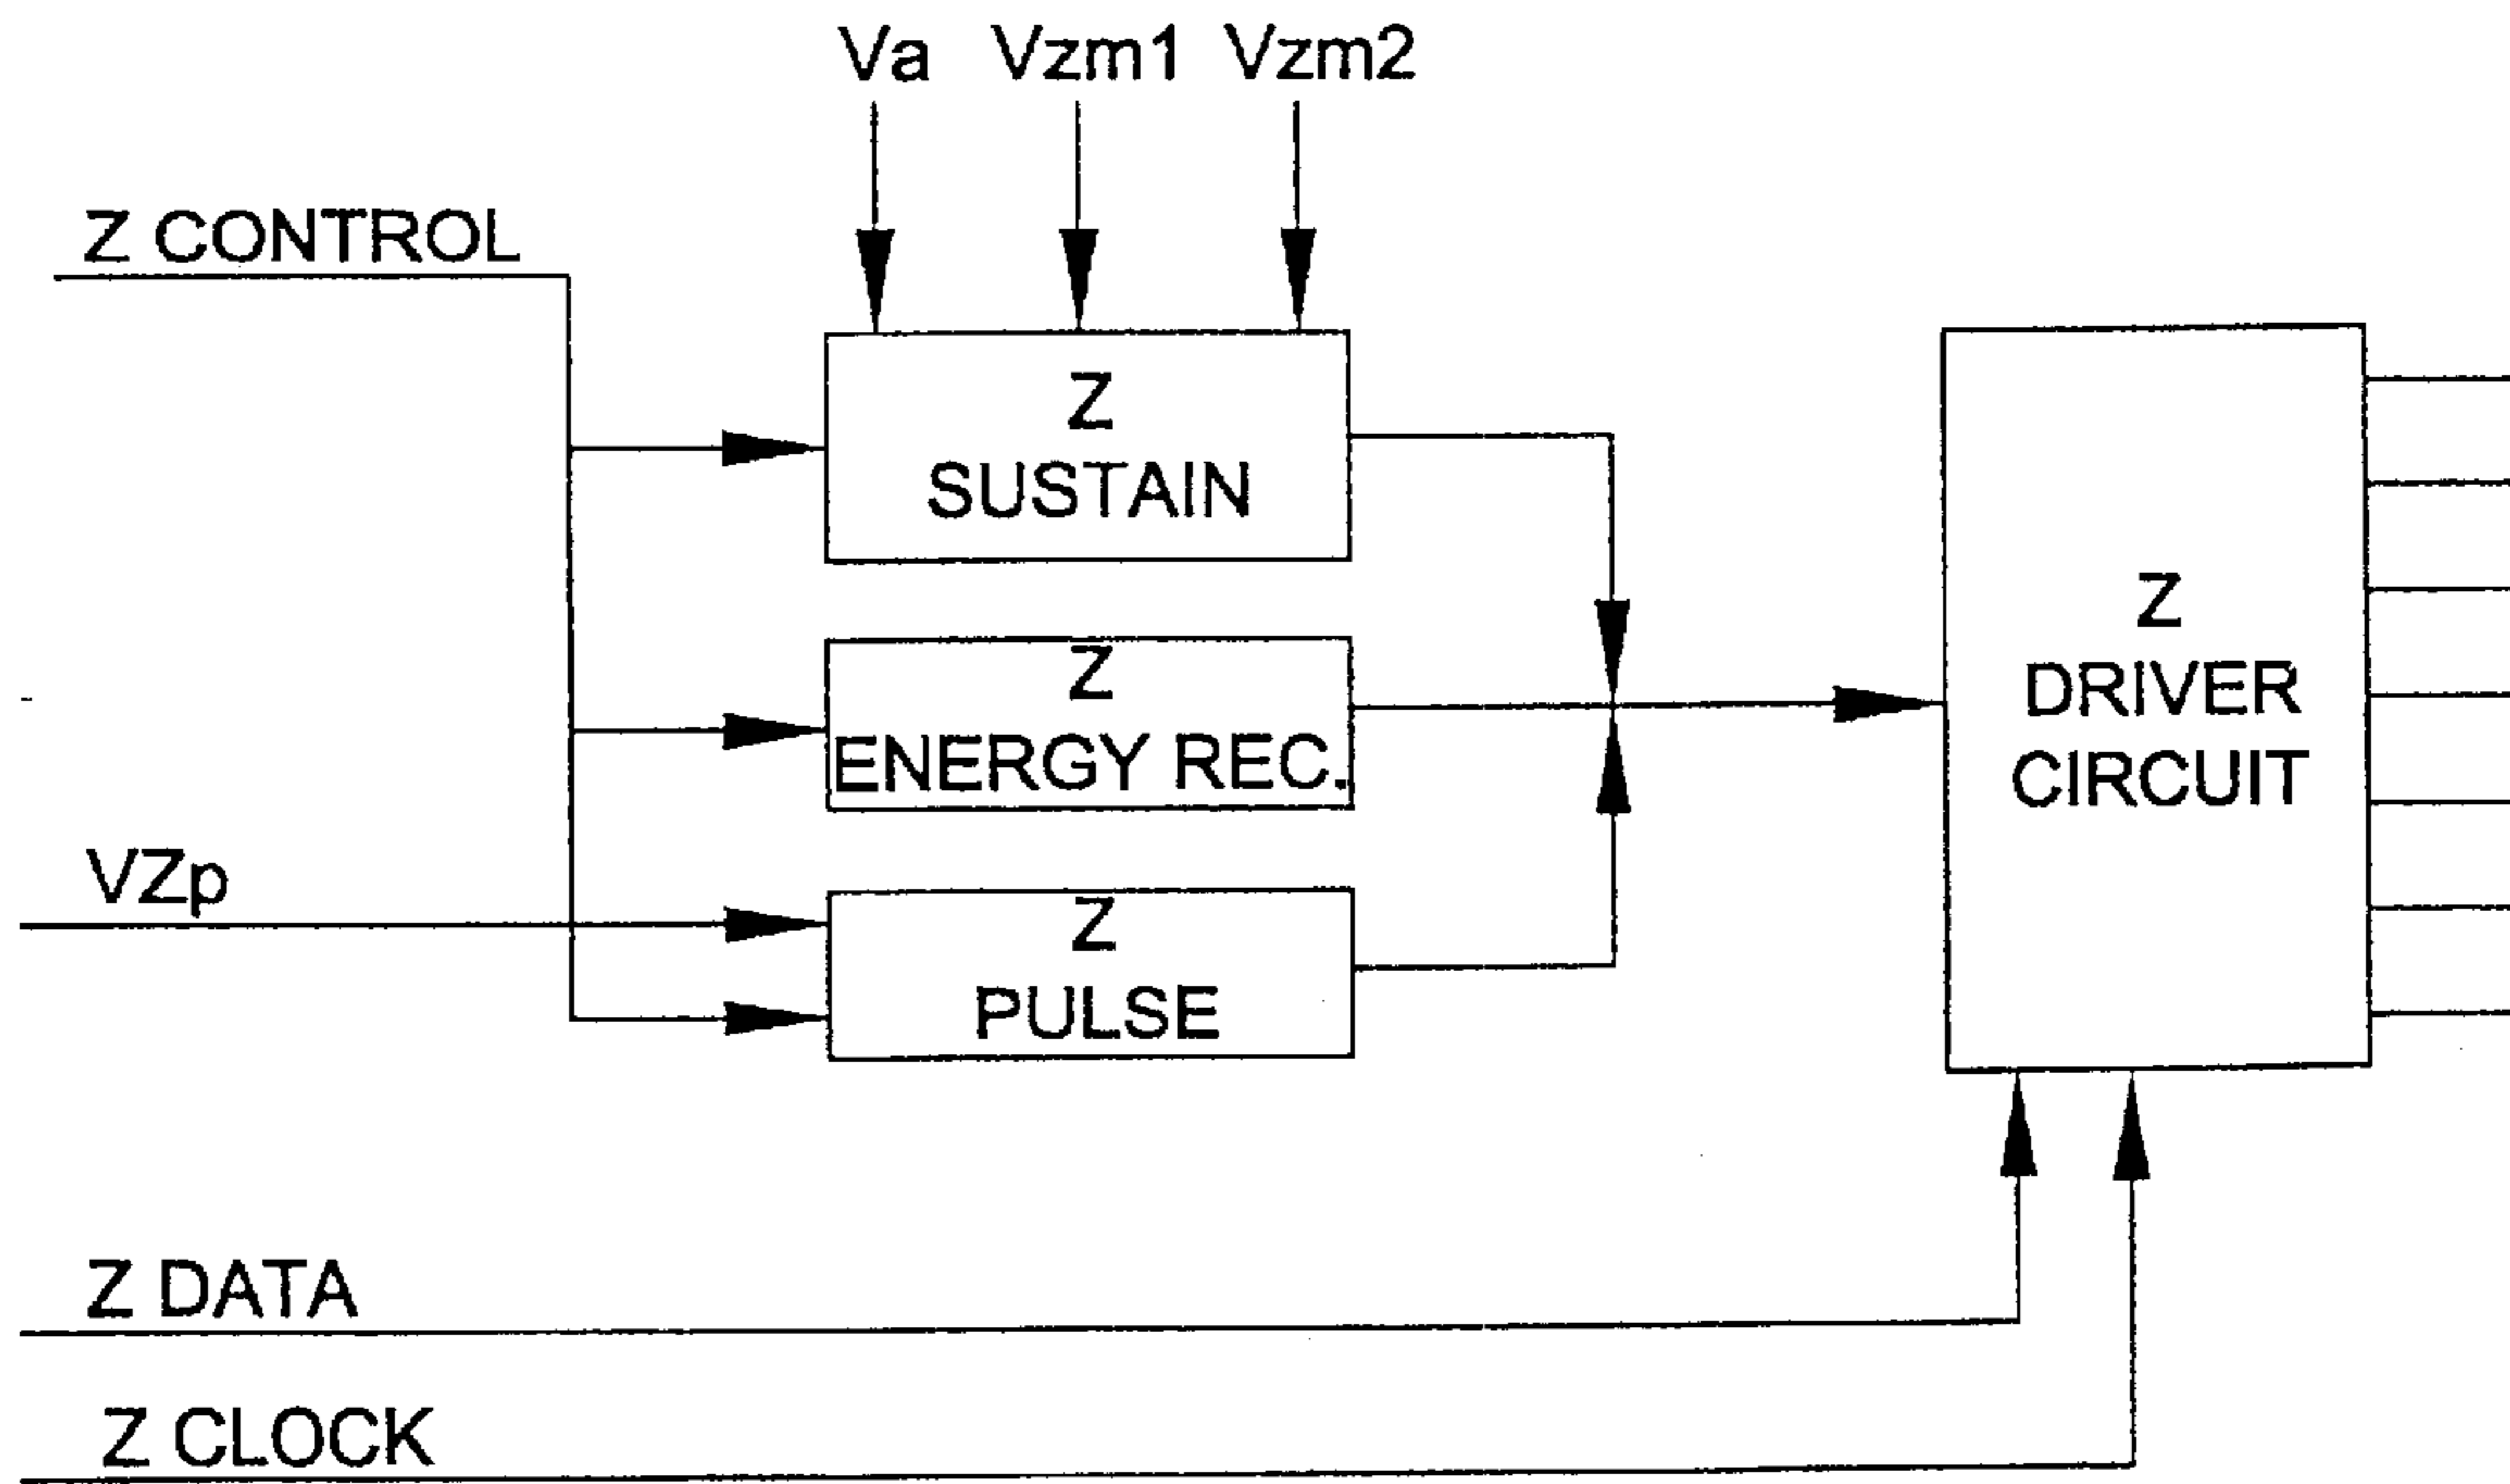 Va Vzm1 Vzm2
Z CONTROL
Z
SUSTAIN
Z
ENERGY REC.
Z
DRIVER
CIRCUIT
VZp
Z
PULSE
Z DATA
Z CLOCK